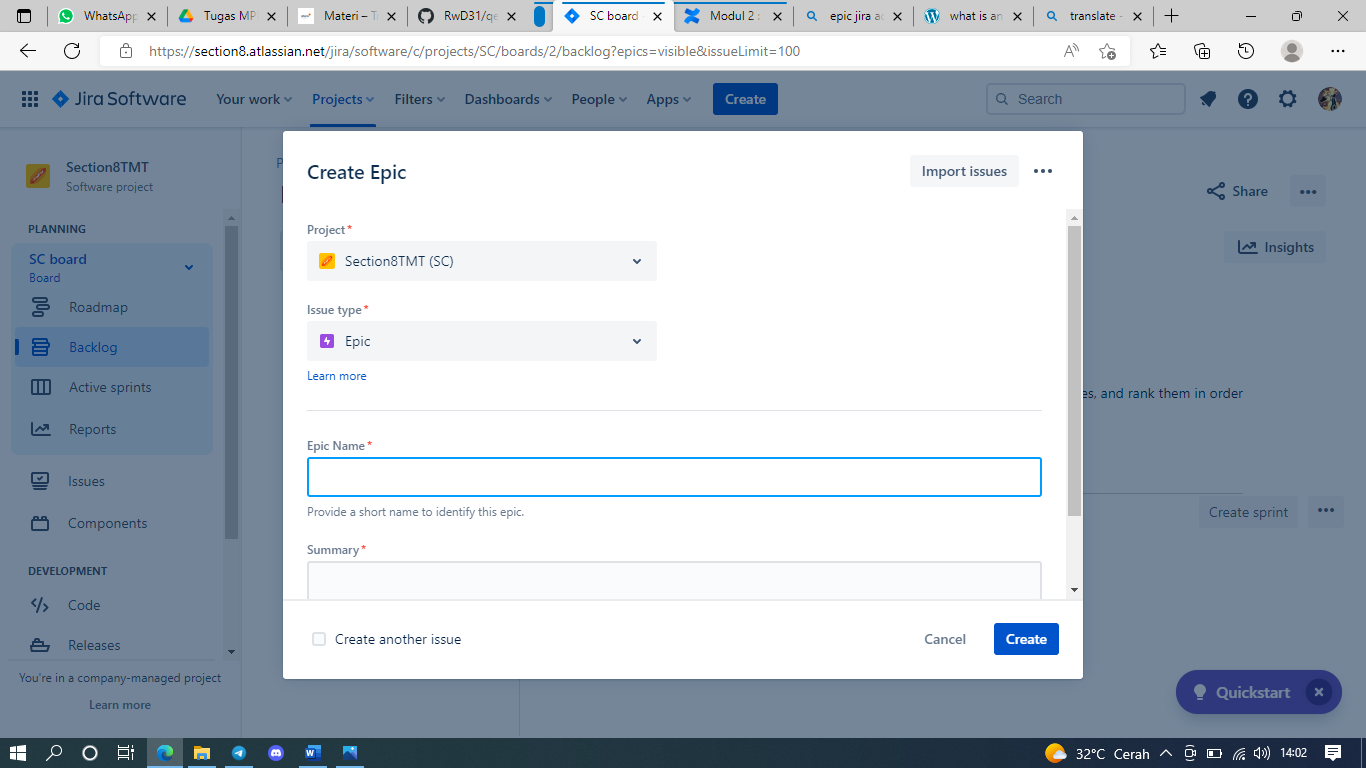 WhatsApp
Tugas MP
Materi – T
RwD31/qe
SC board
Modul 2
epic jira a
what is an
translate -
https://section8.atlassian.net/jira/software/c/projects/SC/boards/2/backlog?epics=visible&issueLimit=100
Jira Software
Your work
Projects
Filters
Dashboards
People
Apps
Create
Search
Section8TMT
Software project
PLANNING
SC board
Board
Roadmap
Backlog
Active sprints
Reports
Issues
Components
DEVELOPMENT
Code
Releases
You're in a company-managed project
Learn more
Create Epic
Import issues
Project*
Section8TMT (SC)
Issue type*
Epic
Learn more
Epic Name*
Provide a short name to identify this epic.
Summary*
Create another issue
Cancel
Create
Share
Insights
es, and rank them in order
Create sprint
Quickstart
32°C Cerah
14:02